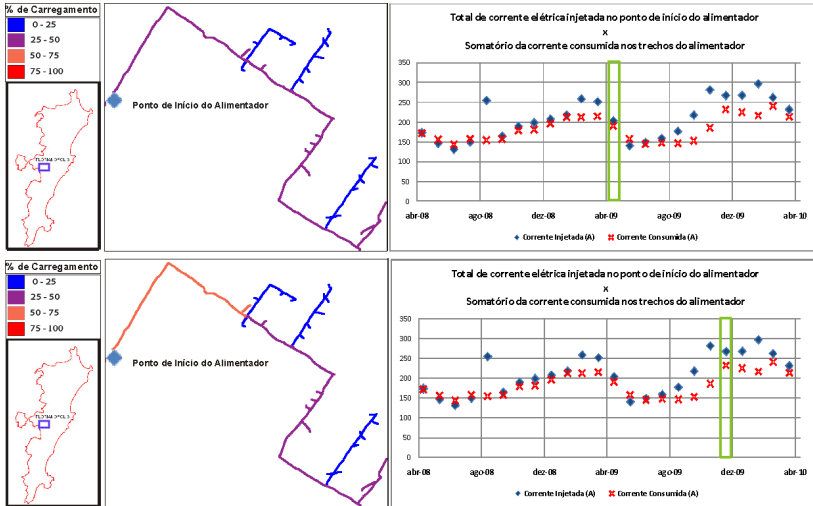 % de Carregamento
0 - 25
25 - 50
50 - 75
75 - 100
Ponto de Início do Alimentador
Total de corrente elétrica injetada no ponto de início do alimentador
x
Somatório da corrente consumida nos trechos do alimentador
350
300
250
200
150
100
50
0
abr-08
ago-08
dez-08
abr-09
ago-09
dez-09
abr-10
Corrente Injetada (A)
Corrente Consumida (A)
% de Carregamento
0 - 25
25 - 50
50 - 75
75 - 100
Ponto de Início do Alimentador
Total de corrente elétrica injetada no ponto de início do alimentador
x
Somatório da corrente consumida nos trechos do alimentador
350
300
250
200
150
100
50
0
abr-08
ago-08
dez-08
abr-09
ago-09
dez-09
abr-10
Corrente Injetada (A)
Corrente Consumida (A)